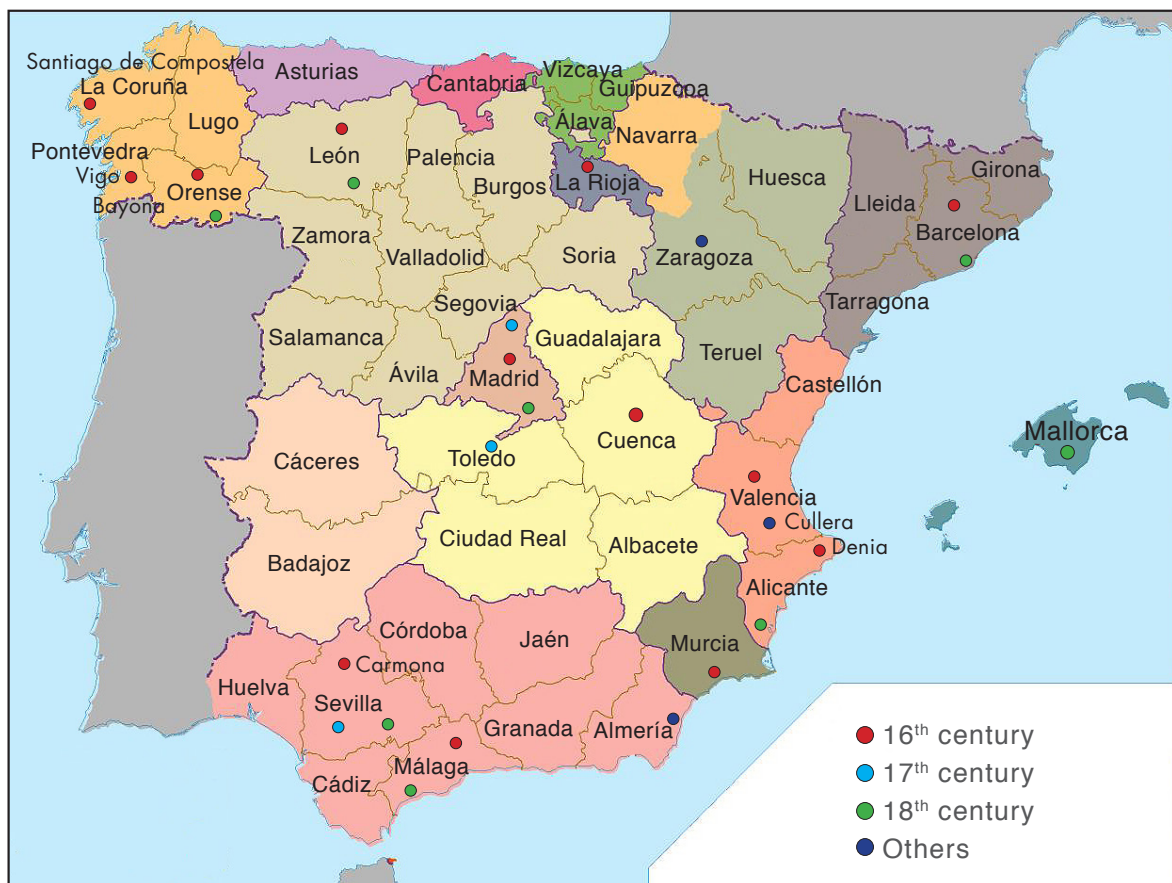 Santiago de Compostela
La Coruña
Lugo
Pontevedra
Vigo
Bayona
Orense
Asturias
Cantabria
Vizcaya
Guipuzcoa
Álava
Navarra
La Rioja
León
Palencia
Burgos
Zamora
Valladolid
Soria
Segovia
Salamanca
Ávila
Huesca
Zaragoza
Teruel
Lleida
Girona
Barcelona
Tarragona
Madrid
Guadalajara
Cuenca
Toledo
Ciudad Real
Albacete
Cáceres
Badajoz
Castellón
Valencia
Cullera
Denia
Alicante
Mallorca
Murcia
Huelva
Carmona
Sevilla
Córdoba
Jaén
Cádiz
Málaga
Granada
Almería
16th century
17th century
18th century
Others